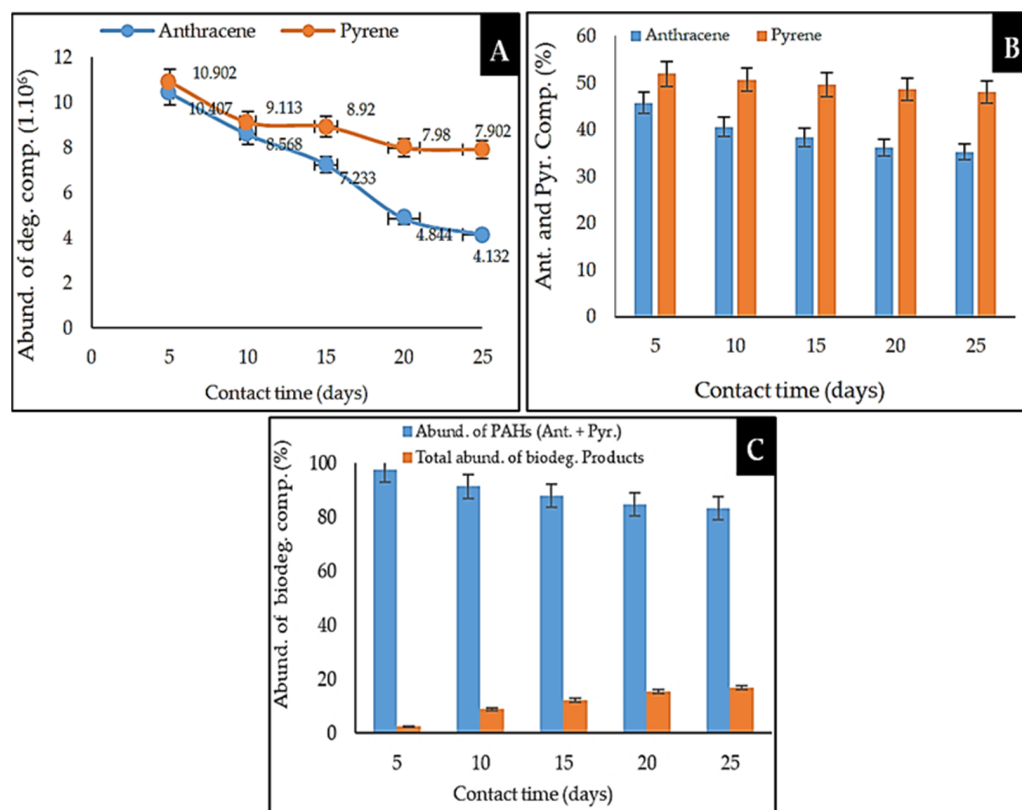 Anthracene Pyrene
A
Abund. of deg. comp. (1.10⁶)
12
10
8
6
4
2
0
10.902
10.407
9.113
8.568
8.92
7.233
7.98
4.844
7.902
4.132
0 5 10 15 20 25
Contact time (days)
Anthracene Pyrene
B
Ant. and Pyr. Comp. (%)
60
50
40
30
20
10
0
5 10 15 20 25
Contact time (days)
Abund. of PAHs (Ant. + Pyr.)
Total abund. of biodeg. Products
C
Abund. of biodeg. comp. (%)
100
80
60
40
20
0
5 10 15 20 25
Contact time (days)